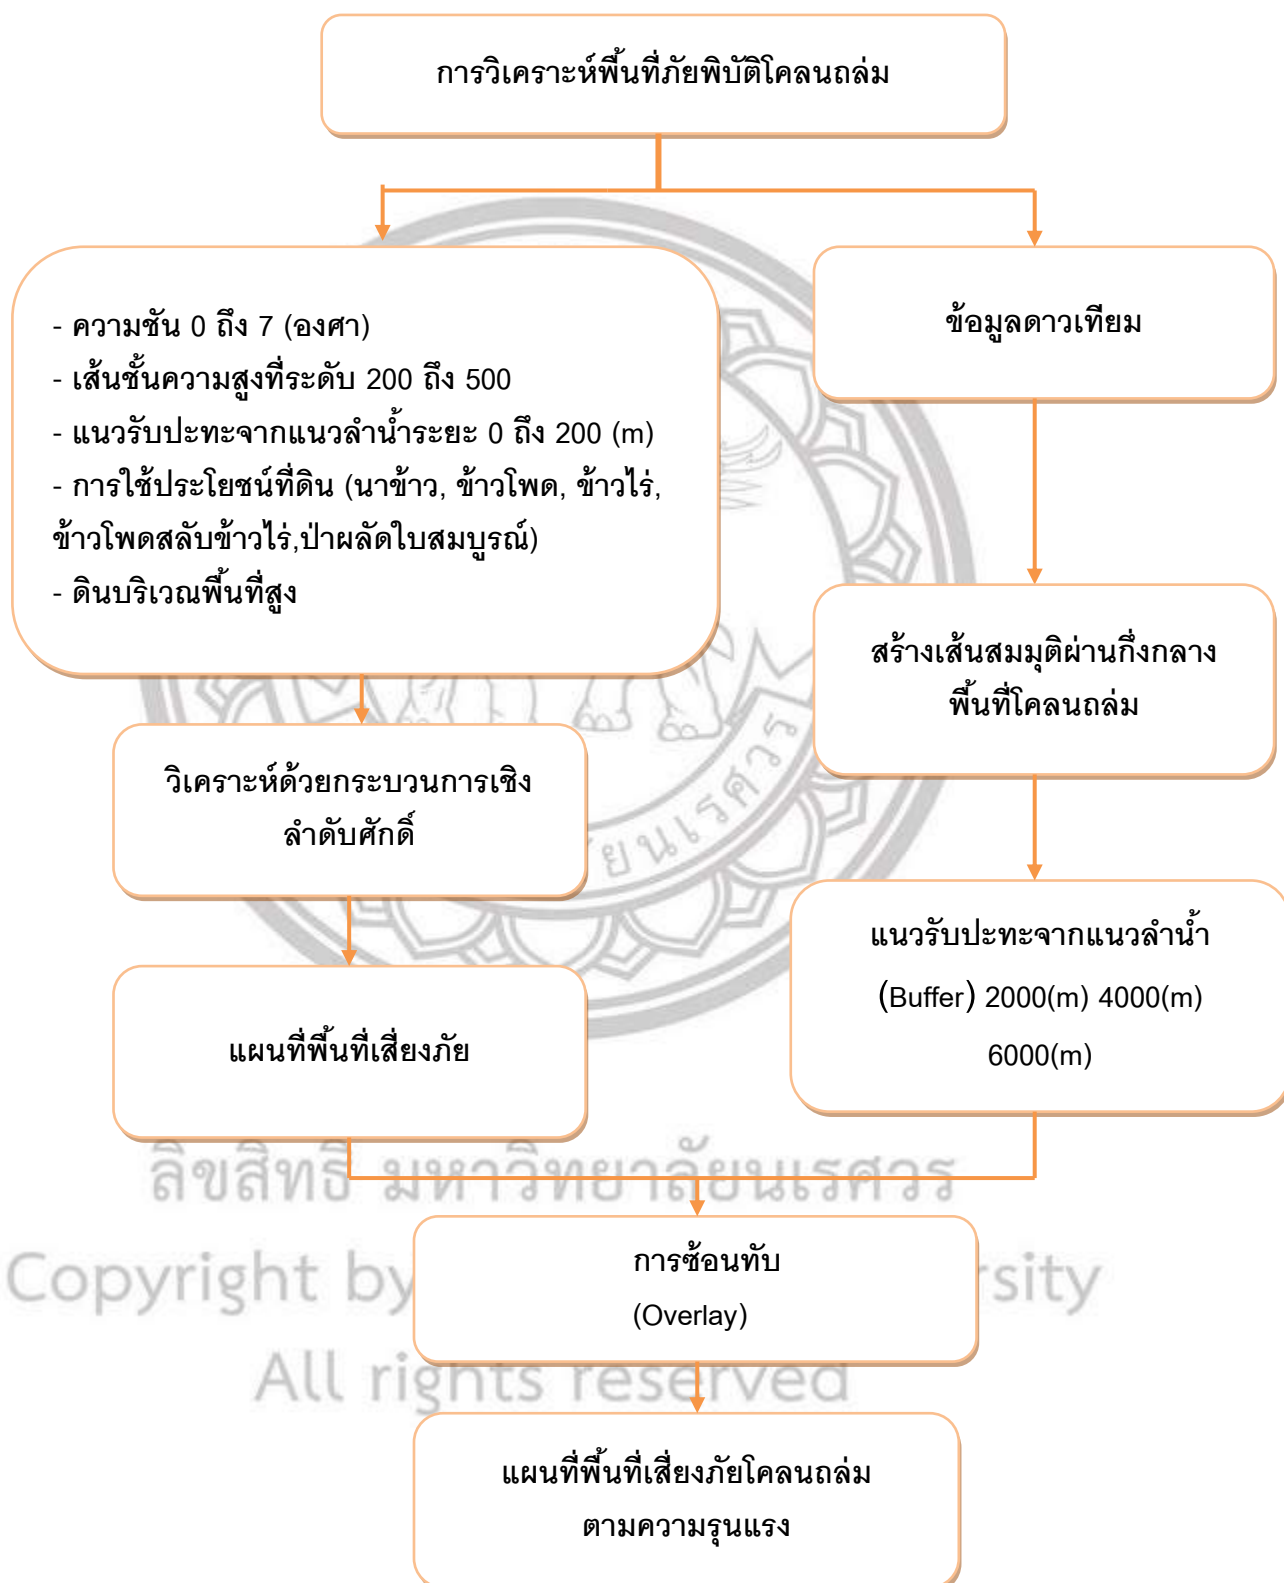 การวิเคราะห์พื้นที่ภัยพิบัติโคลนถล่ม
- ความชัน 0 ถึง 7 (องศา)
- เส้นชั้นความสูงที่ระดับ 200 ถึง 500
- แนวรับปะทะจากแนวลำน้ำระยะ 0 ถึง 200 (m)
- การใช้ประโยชน์ที่ดิน (นาข้าว, ข้าวโพด, ข้าวไร่,
ข้าวโพดสลับข้าวไร่,ป่าผลัดใบสมบูรณ์)
- ดินบริเวณพื้นที่สูง
ข้อมูลดาวเทียม
สร้างเส้นสมมุติผ่านกึ่งกลาง
พื้นที่โคลนถล่ม
วิเคราะห์ด้วยกระบวนการเชิง
ลำดับศักดิ์
แนวรับปะทะจากแนวลำน้ำ
(Buffer) 2000(m) 4000(m)
6000(m)
แผนที่พื้นที่เสี่ยงภัย
ลิขสิทธิ์ มหาวิทยาลัยนเรศวร
การซ้อนทับ
(Overlay)
Copyright by rsity
All rights reserved
แผนที่พื้นที่เสี่ยงภัยโคลนถล่ม
ตามความรุนแรง